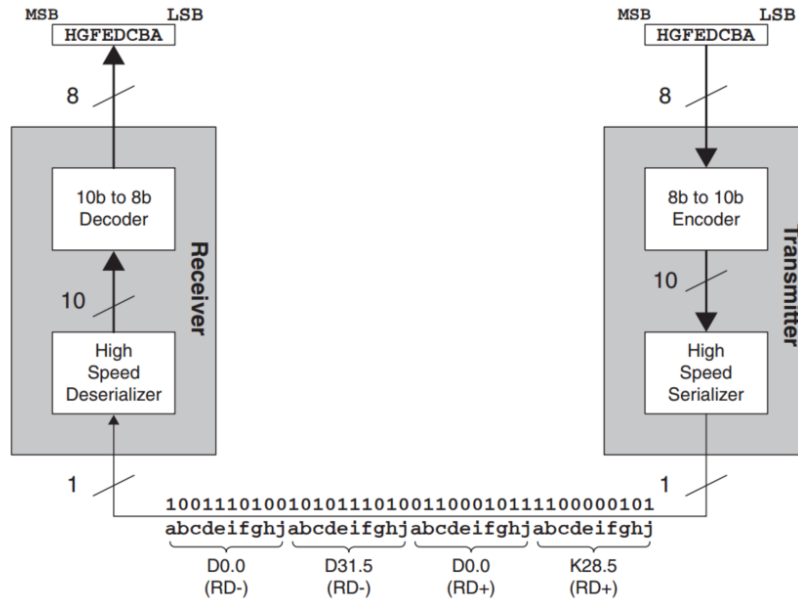 MSB LSB
HGFEDCBA
8
10b to 8b
Decoder
10
High
Speed
Deserializer
Receiver
1
MSB LSB
HGFEDCBA
8
8b to 10b
Encoder
10
High
Speed
Serializer
Transmitter
1
1001110100101011101001100010111100000101
abcdeifghjabcdeifghjabcdeifghjabcdeifghj
D0.0 D31.5 D0.0 K28.5
(RD-) (RD-) (RD+) (RD+)